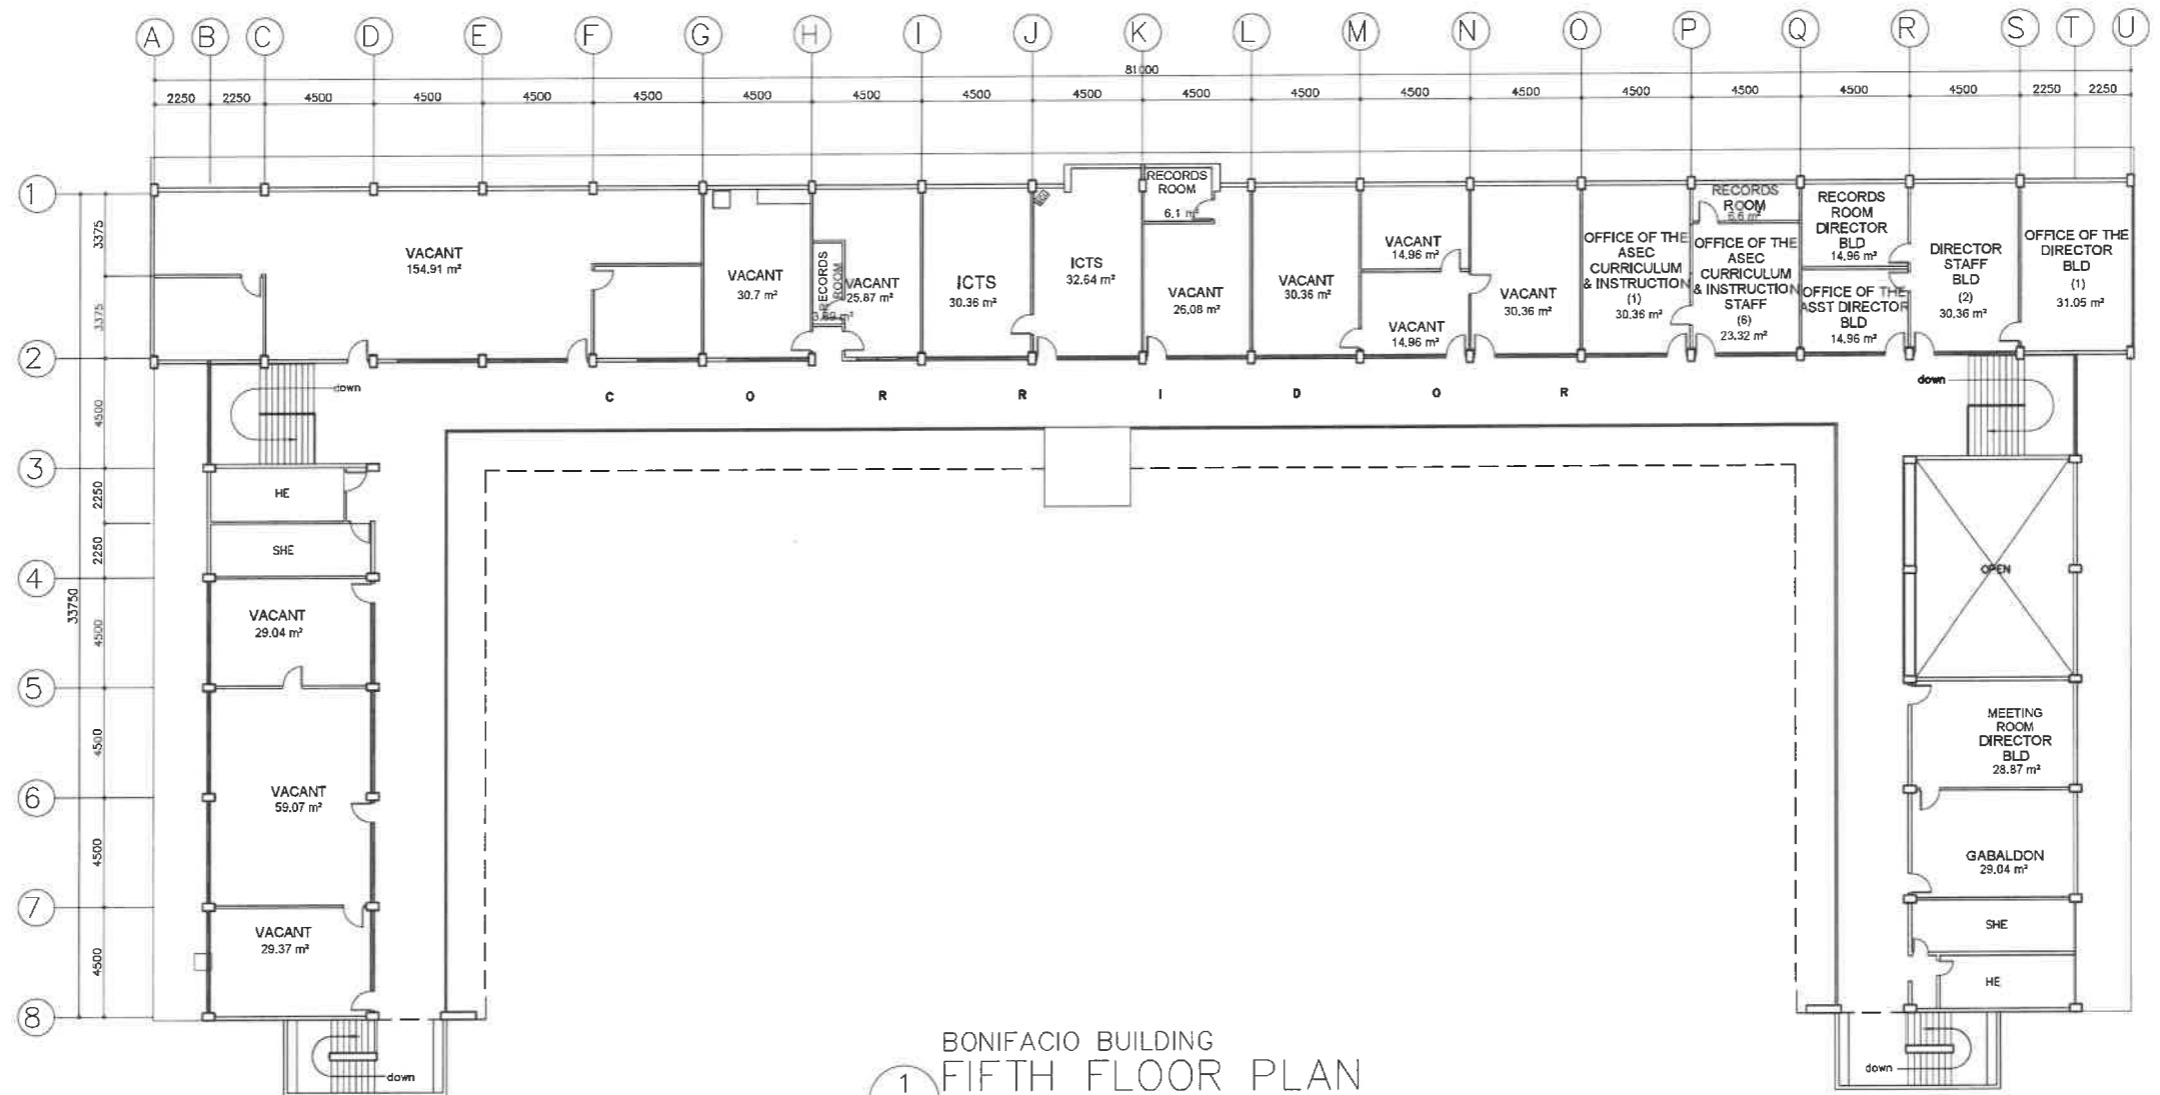 A B C D E F G H I J K L M N O P Q R S T U
81000
2250 2250 4500 4500 4500 4500 4500 4500 4500 4500 4500 4500 4500 4500 4500 4500 4500 4500 2250 2250
1
2
3
4
5
6
7
8
3375
3375
4500
2250
2250
4500
4500
4500
4500
33750
VACANT
154.91 m²
VACANT
30.7 m²
RECORDS
ROOM
3.89 m²
VACANT
25.87 m²
ICTS
30.36 m²
ICTS
32.64 m²
RECORDS
ROOM
6.1 m²
VACANT
26.08 m²
VACANT
30.36 m²
VACANT
14.96 m²
VACANT
14.96 m²
VACANT
30.36 m²
OFFICE OF THE
ASEC
CURRICULUM
& INSTRUCTION
(1)
30.36 m²
RECORDS
ROOM
6.6 m²
OFFICE OF THE
ASEC
CURRICULUM
& INSTRUCTION
STAFF
(6)
23.32 m²
RECORDS
ROOM
DIRECTOR
BLD
14.96 m²
OFFICE OF THE
ASST DIRECTOR
BLD
14.96 m²
DIRECTOR
STAFF
BLD
(2)
30.36 m²
OFFICE OF THE
DIRECTOR
BLD
(1)
31.05 m²
down
C O R R I D O R
down
HE
SHE
VACANT
29.04 m²
VACANT
59.07 m²
VACANT
29.37 m²
down
OPEN
MEETING
ROOM
DIRECTOR
BLD
28.87 m²
GABALDON
29.04 m²
SHE
HE
down
BONIFACIO BUILDING
1 FIFTH FLOOR PLAN